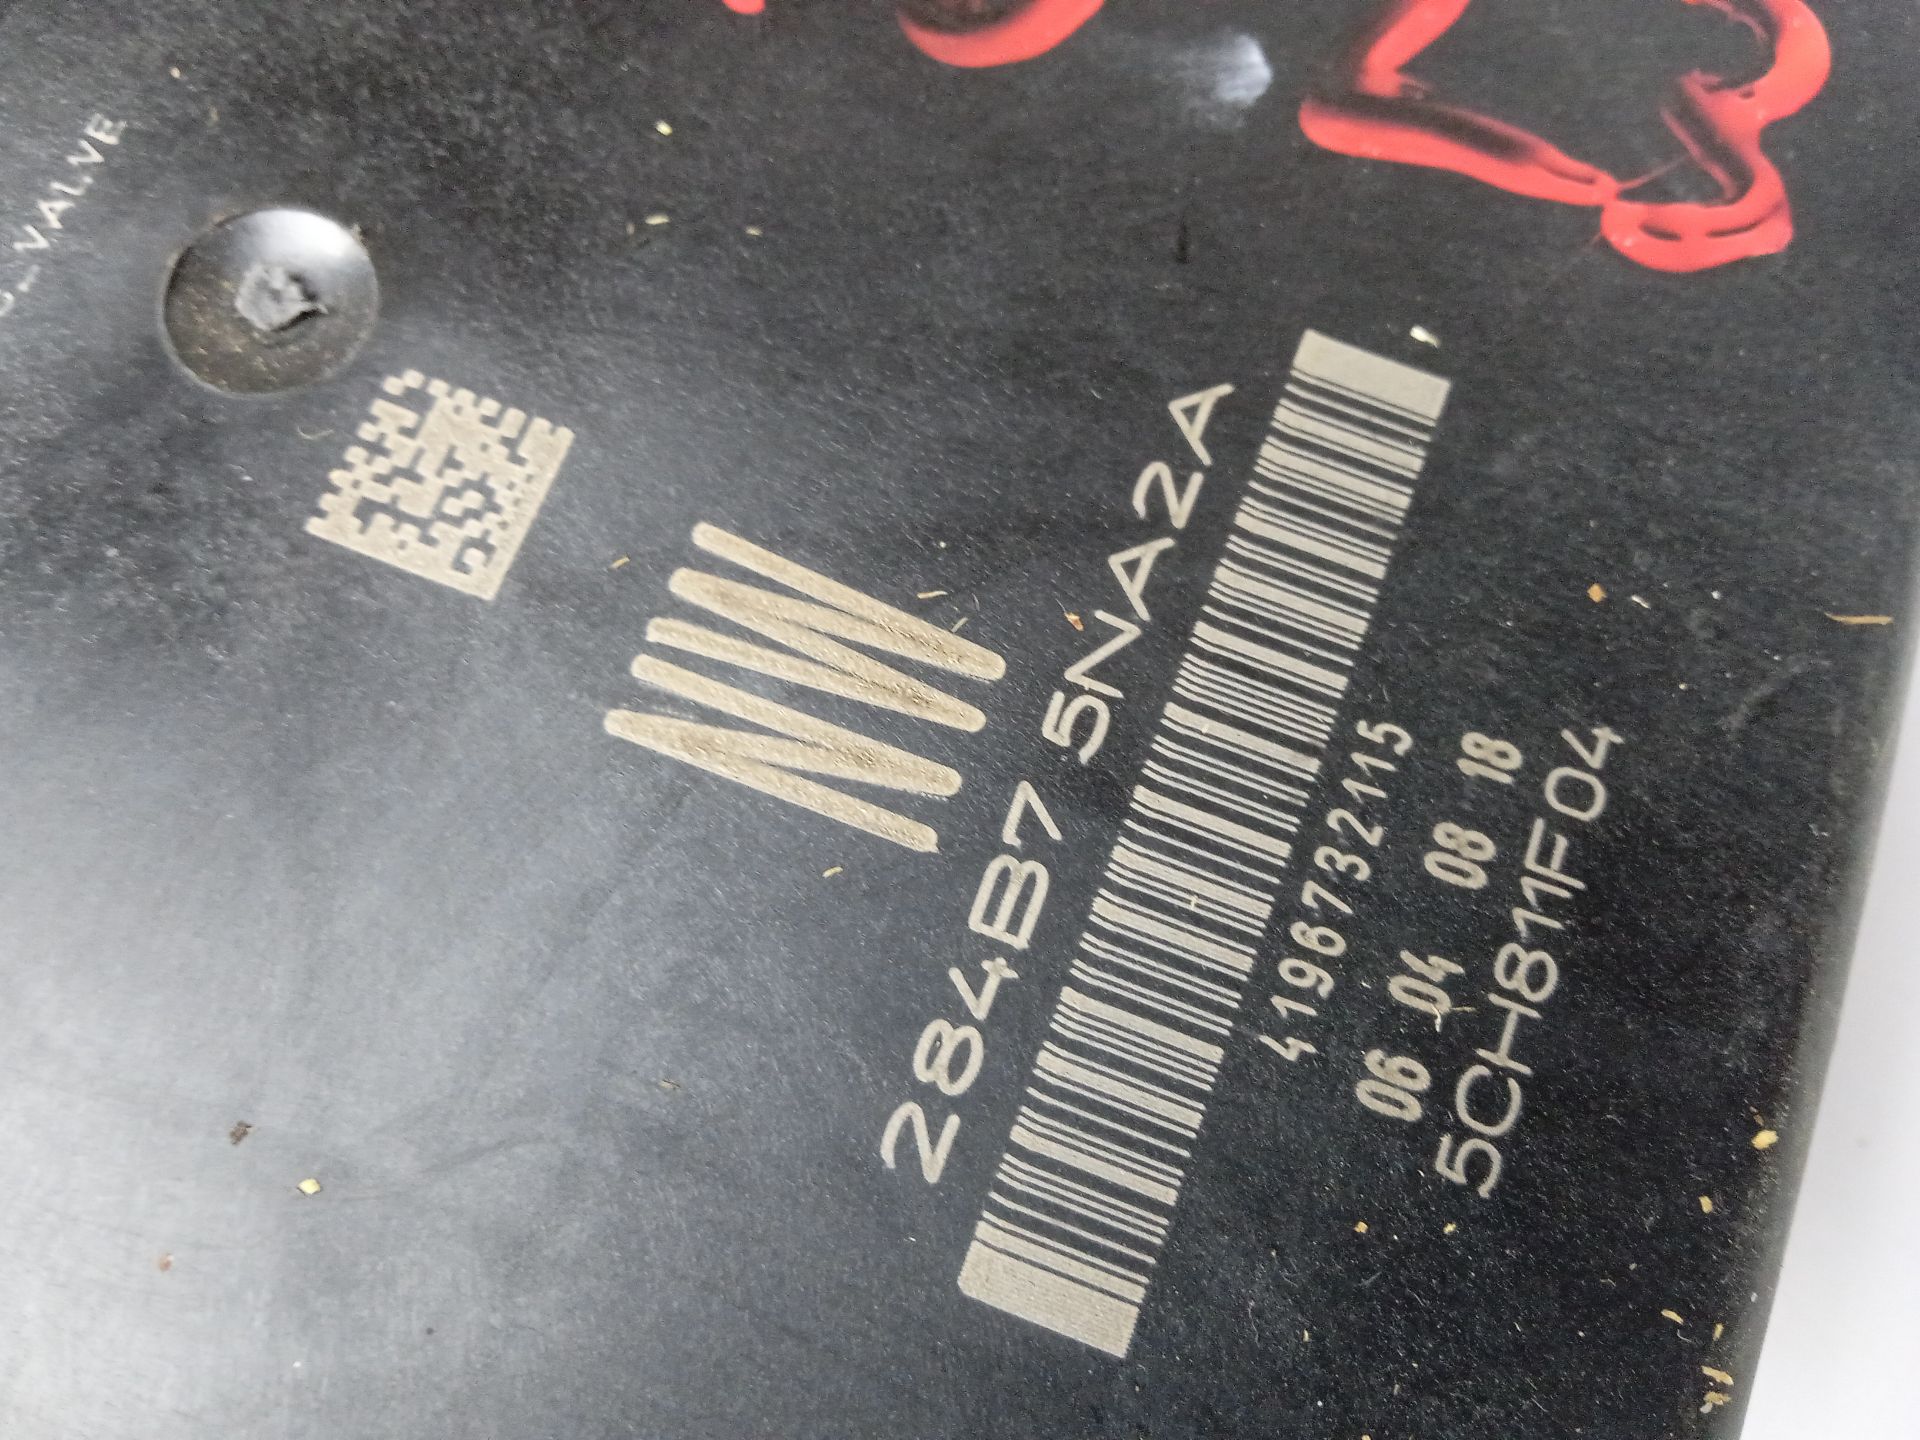 VALVE
284B7 5NA2A
4196732115
06 04 08 18
5CH811F04